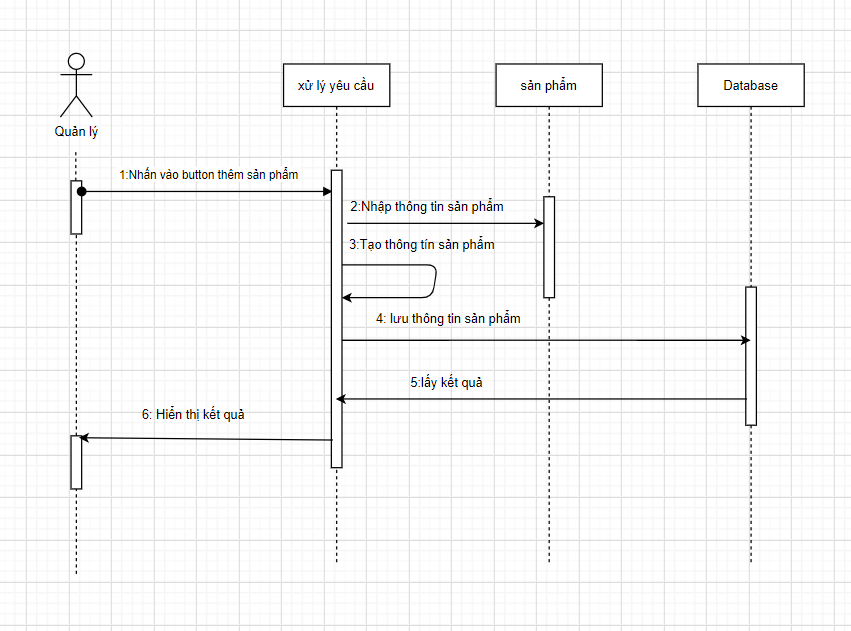 xử lý yêu cầu
sản phẩm
Database
Quản lý
1:Nhấn vào button thêm sản phẩm
2:Nhập thông tin sản phẩm
3:Tạo thông tín sản phẩm
4: lưu thông tin sản phẩm
5:lấy kết quả
6: Hiển thị kết quả